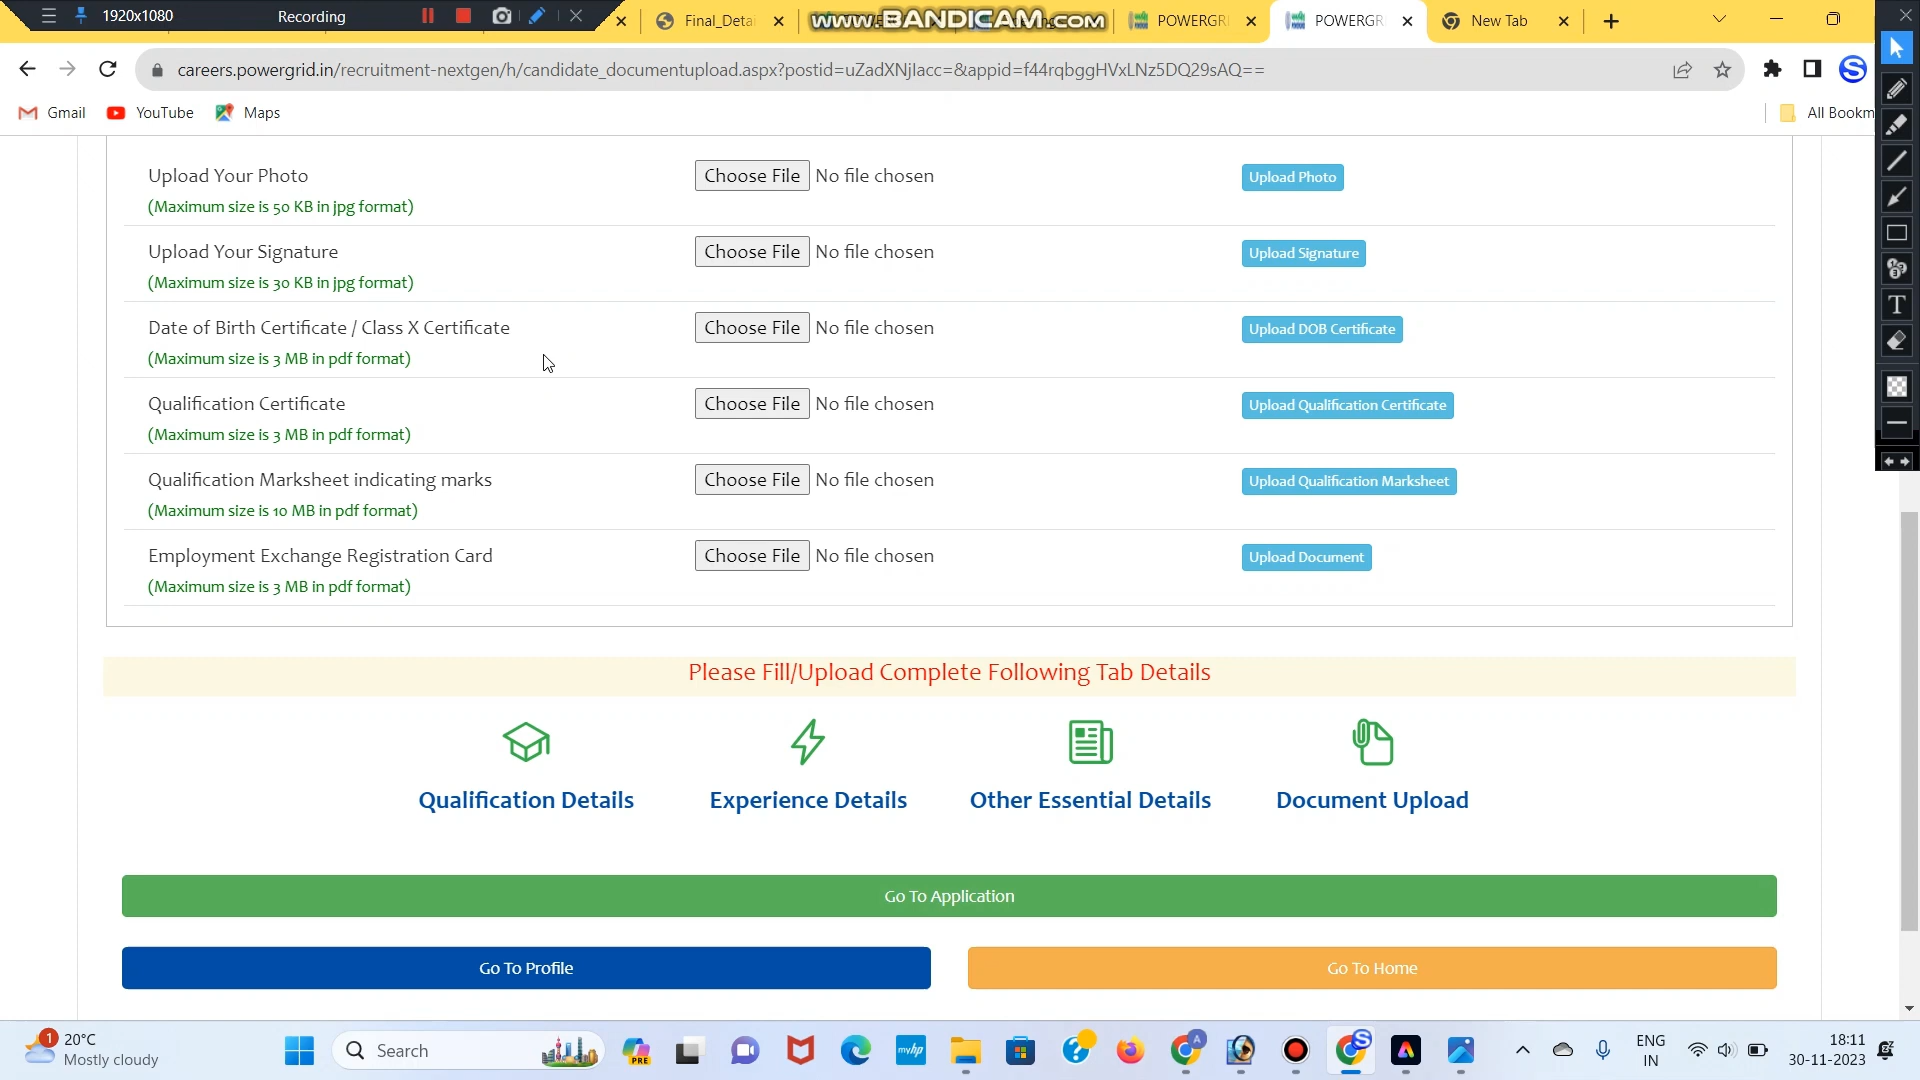 1920x1080 Recording
Final_Deta
www.BANDICAM.com
POWERGR
POWERGR
New Tab
careers.powergrid.in/recruitment-nextgen/h/candidate_documentupload.aspx?postid=uZadXNjlacc=&appid=f44rqbggHVxLNz5DQ29sAQ==
S
Gmail YouTube Maps All Bookm
Upload Your Photo Choose File No file chosen Upload Photo
(Maximum size is 50 KB in jpg format)
Upload Your Signature Choose File No file chosen Upload Signature
(Maximum size is 30 KB in jpg format)
Date of Birth Certificate / Class X Certificate Choose File No file chosen Upload DOB Certificate
(Maximum size is 3 MB in pdf format)
Qualification Certificate Choose File No file chosen Upload Qualification Certificate
(Maximum size is 3 MB in pdf format)
Qualification Marksheet indicating marks Choose File No file chosen Upload Qualification Marksheet
(Maximum size is 10 MB in pdf format)
Employment Exchange Registration Card Choose File No file chosen Upload Document
(Maximum size is 3 MB in pdf format)
Please Fill/Upload Complete Following Tab Details
Qualification Details Experience Details Other Essential Details Document Upload
Go To Application
Go To Profile Go To Home
1 20°C
Mostly cloudy
Search
PRE
myhp
A
S
ENG
IN
18:11
30-11-2023